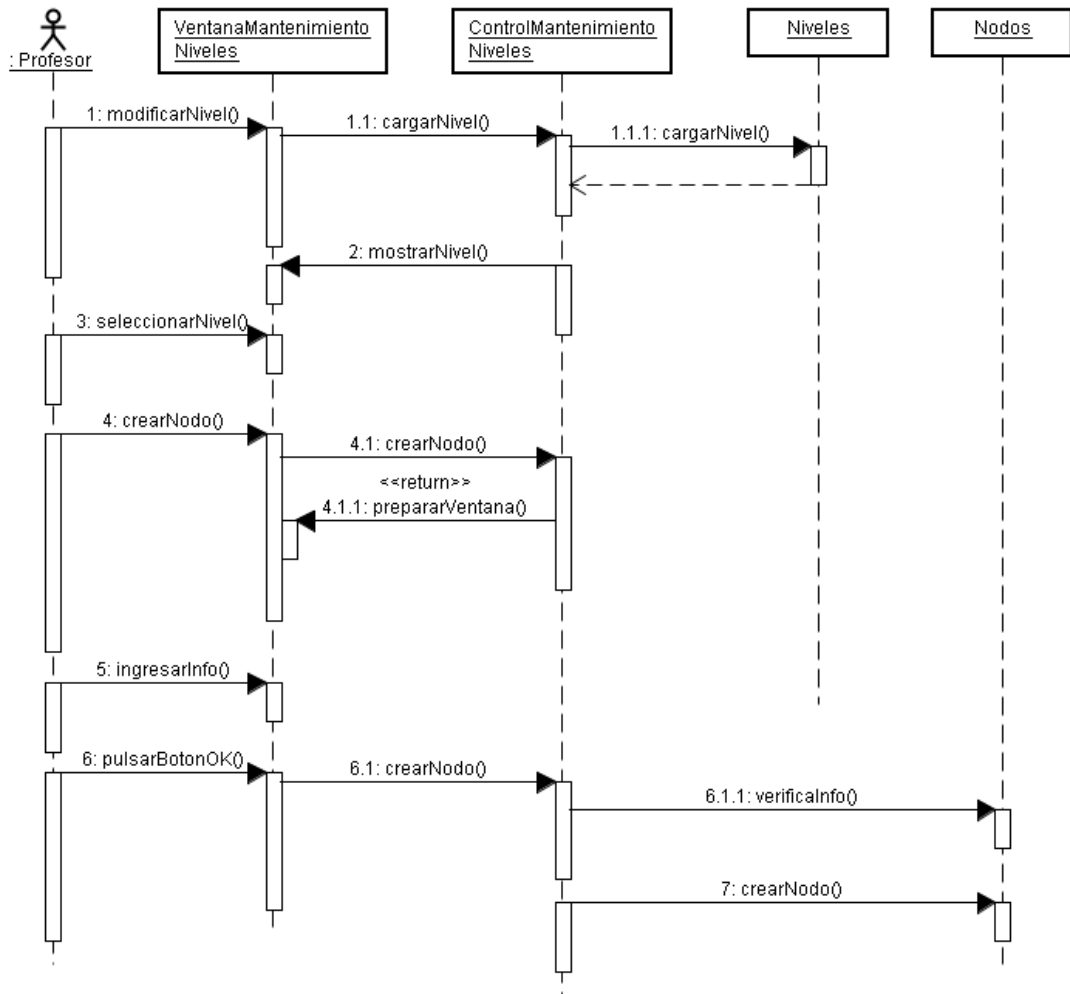 : Profesor
VentanaMantenimiento
Niveles
ControlMantenimiento
Niveles
Niveles
Nodos
1: modificarNivel()
1.1: cargarNivel()
1.1.1: cargarNivel()
2: mostrarNivel()
3: seleccionarNivel()
4: crearNodo()
4.1: crearNodo()
<<return>>
4.1.1: prepararVentana()
5: ingresarInfo()
6: pulsarBotonOK()
6.1: crearNodo()
6.1.1: verificaInfo()
7: crearNodo()